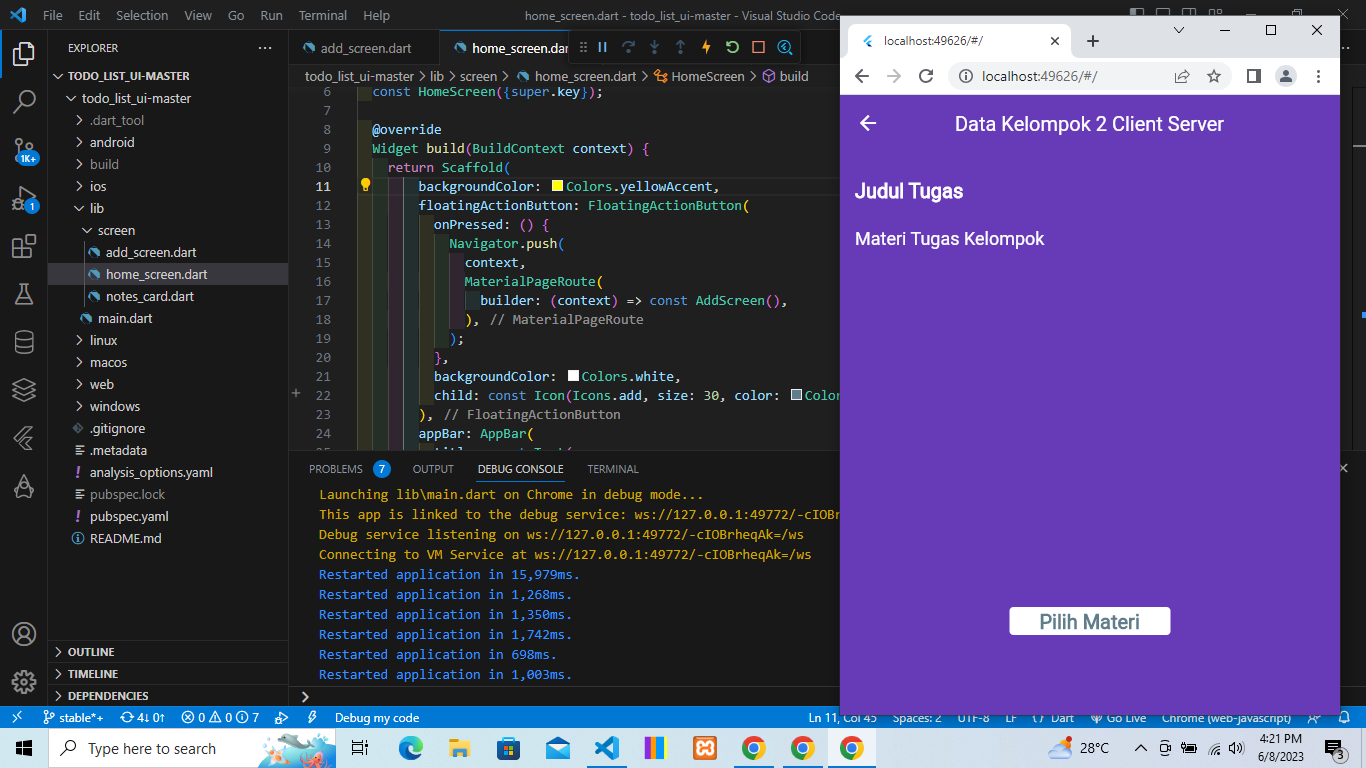 File Edit Selection View Go Run Terminal Help
home_screen.dart - todo_list_ui-master - Visual Studio Code
EXPLORER
TODO_LIST_UI-MASTER
todo_list_ui-master
.dart_tool
android
build
ios
lib
screen
add_screen.dart
home_screen.dart
notes_card.dart
main.dart
linux
macos
web
windows
.gitignore
.metadata
analysis_options.yaml
pubspec.lock
pubspec.yaml
README.md
OUTLINE
TIMELINE
DEPENDENCIES
1K+
1
add_screen.dart
home_screen.dar
todo_list_ui-master > lib > screen > home_screen.dart > HomeScreen > build
6 const HomeScreen({super.key});
7
8 @override
9 Widget build(BuildContext context) {
10 return Scaffold(
11 backgroundColor: Colors.yellowAccent,
12 floatingActionButton: FloatingActionButton(
13 onPressed: () {
14 Navigator.push(
15 context,
16 MaterialPageRoute(
17 builder: (context) => const AddScreen(),
18 ), // MaterialPageRoute
19 );
20 },
21 backgroundColor: Colors.white,
22 child: const Icon(Icons.add, size: 30, color: Color
23 ), // FloatingActionButton
24 appBar: AppBar(
PROBLEMS 7 OUTPUT DEBUG CONSOLE TERMINAL
Launching lib\main.dart on Chrome in debug mode...
This app is linked to the debug service: ws://127.0.0.1:49772/-cIOBr
Debug service listening on ws://127.0.0.1:49772/-cIOBrheqAk=/ws
Connecting to VM Service at ws://127.0.0.1:49772/-cIOBrheqAk=/ws
Restarted application in 15,979ms.
Restarted application in 1,268ms.
Restarted application in 1,350ms.
Restarted application in 1,742ms.
Restarted application in 698ms.
Restarted application in 1,003ms.
localhost:49626/#/
localhost:49626/#/
Data Kelompok 2 Client Server
Judul Tugas
Materi Tugas Kelompok
Pilih Materi
stable*+ 4↓ 0↑ 0 0 7 Debug my code
Ln 11, Col 45 Spaces: 2 UTF-8 LF {} Dart Go Live Chrome (web-javascript)
Type here to search
28°C
4:21 PM
6/8/2023
3